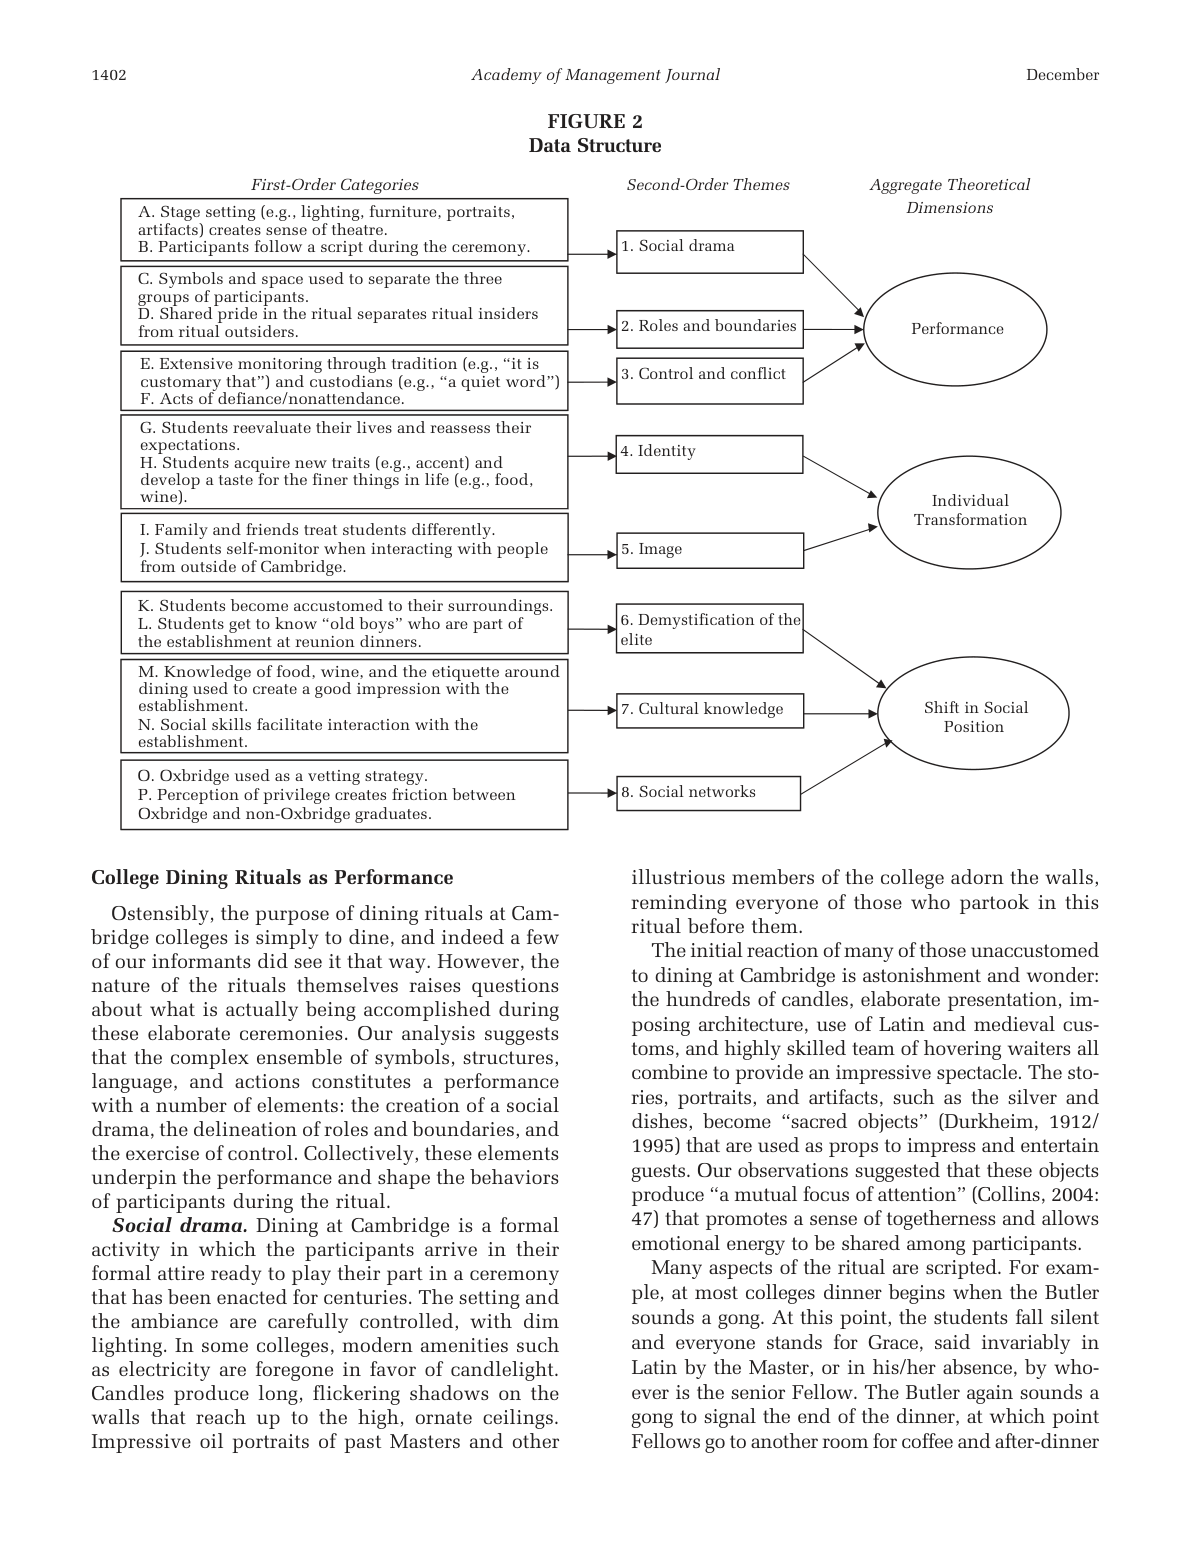 1402
Academy of Management Journal
December
FIGURE 2
Data Structure
First-Order Categories
Second-Order Themes
Aggregate Theoretical
Dimensions
A. Stage setting (e.g., lighting, furniture, portraits,
artifacts) creates sense of theatre.
B. Participants follow a script during the ceremony.
1. Social drama
C. Symbols and space used to separate the three
groups of participants.
D. Shared pride in the ritual separates ritual insiders
from ritual outsiders.
2. Roles and boundaries
Performance
E. Extensive monitoring through tradition (e.g., “it is
customary that”) and custodians (e.g., “a quiet word”)
F. Acts of defiance/nonattendance.
3. Control and conflict
G. Students reevaluate their lives and reassess their
expectations.
H. Students acquire new traits (e.g., accent) and
develop a taste for the finer things in life (e.g., food,
wine).
4. Identity
Individual
Transformation
I. Family and friends treat students differently.
J. Students self-monitor when interacting with people
from outside of Cambridge.
5. Image
K. Students become accustomed to their surroundings.
L. Students get to know “old boys” who are part of
the establishment at reunion dinners.
6. Demystification of the
elite
M. Knowledge of food, wine, and the etiquette around
dining used to create a good impression with the
establishment.
N. Social skills facilitate interaction with the
establishment.
7. Cultural knowledge
Shift in Social
Position
O. Oxbridge used as a vetting strategy.
P. Perception of privilege creates friction between
Oxbridge and non-Oxbridge graduates.
8. Social networks
College Dining Rituals as Performance
Ostensibly, the purpose of dining rituals at Cam-
bridge colleges is simply to dine, and indeed a few
of our informants did see it that way. However, the
nature of the rituals themselves raises questions
about what is actually being accomplished during
these elaborate ceremonies. Our analysis suggests
that the complex ensemble of symbols, structures,
language, and actions constitutes a performance
with a number of elements: the creation of a social
drama, the delineation of roles and boundaries, and
the exercise of control. Collectively, these elements
underpin the performance and shape the behaviors
of participants during the ritual.
Social drama. Dining at Cambridge is a formal
activity in which the participants arrive in their
formal attire ready to play their part in a ceremony
that has been enacted for centuries. The setting and
the ambiance are carefully controlled, with dim
lighting. In some colleges, modern amenities such
as electricity are foregone in favor of candlelight.
Candles produce long, flickering shadows on the
walls that reach up to the high, ornate ceilings.
Impressive oil portraits of past Masters and other
illustrious members of the college adorn the walls,
reminding everyone of those who partook in this
ritual before them.
The initial reaction of many of those unaccustomed
to dining at Cambridge is astonishment and wonder:
the hundreds of candles, elaborate presentation, im-
posing architecture, use of Latin and medieval cus-
toms, and highly skilled team of hovering waiters all
combine to provide an impressive spectacle. The sto-
ries, portraits, and artifacts, such as the silver and
dishes, become “sacred objects” (Durkheim, 1912/
1995) that are used as props to impress and entertain
guests. Our observations suggested that these objects
produce “a mutual focus of attention” (Collins, 2004:
47) that promotes a sense of togetherness and allows
emotional energy to be shared among participants.
Many aspects of the ritual are scripted. For exam-
ple, at most colleges dinner begins when the Butler
sounds a gong. At this point, the students fall silent
and everyone stands for Grace, said invariably in
Latin by the Master, or in his/her absence, by who-
ever is the senior Fellow. The Butler again sounds a
gong to signal the end of the dinner, at which point
Fellows go to another room for coffee and after-dinner